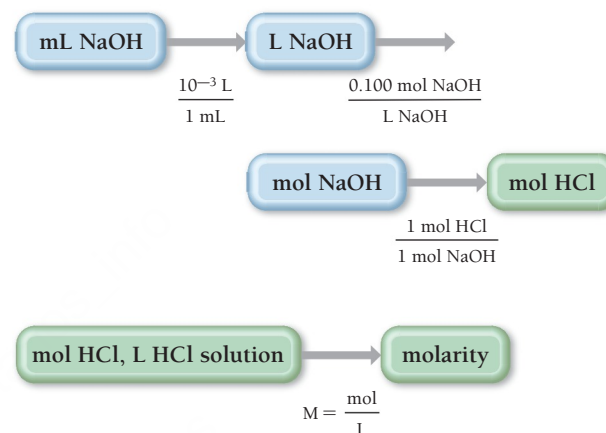 mL NaOH
L NaOH
10⁻³ L
1 mL
0.100 mol NaOH
L NaOH
mol NaOH
mol HCl
1 mol HCl
1 mol NaOH
mol HCl, L HCl solution
molarity
M = mol
L